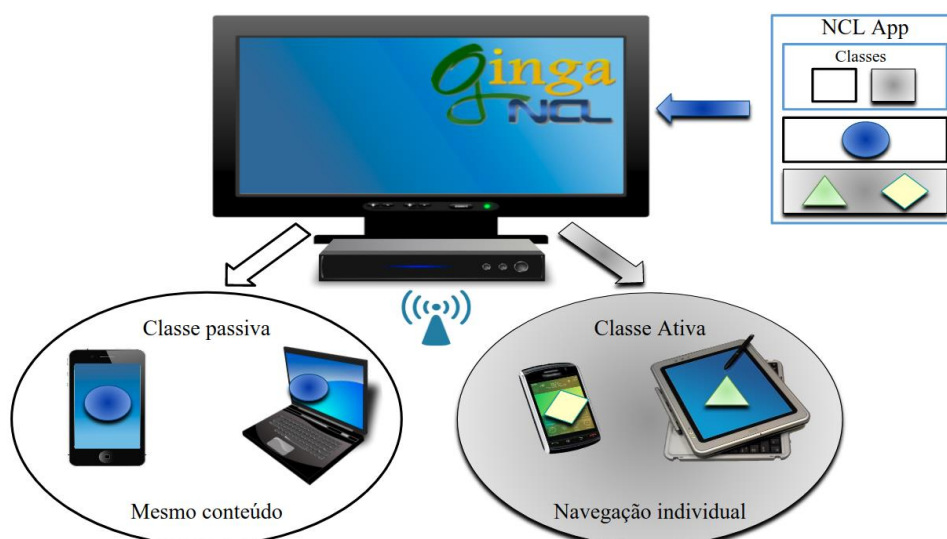 NCL App
Classes
Ginga
NCL
Classe passiva
Classe Ativa
Mesmo conteúdo
Navegação individual